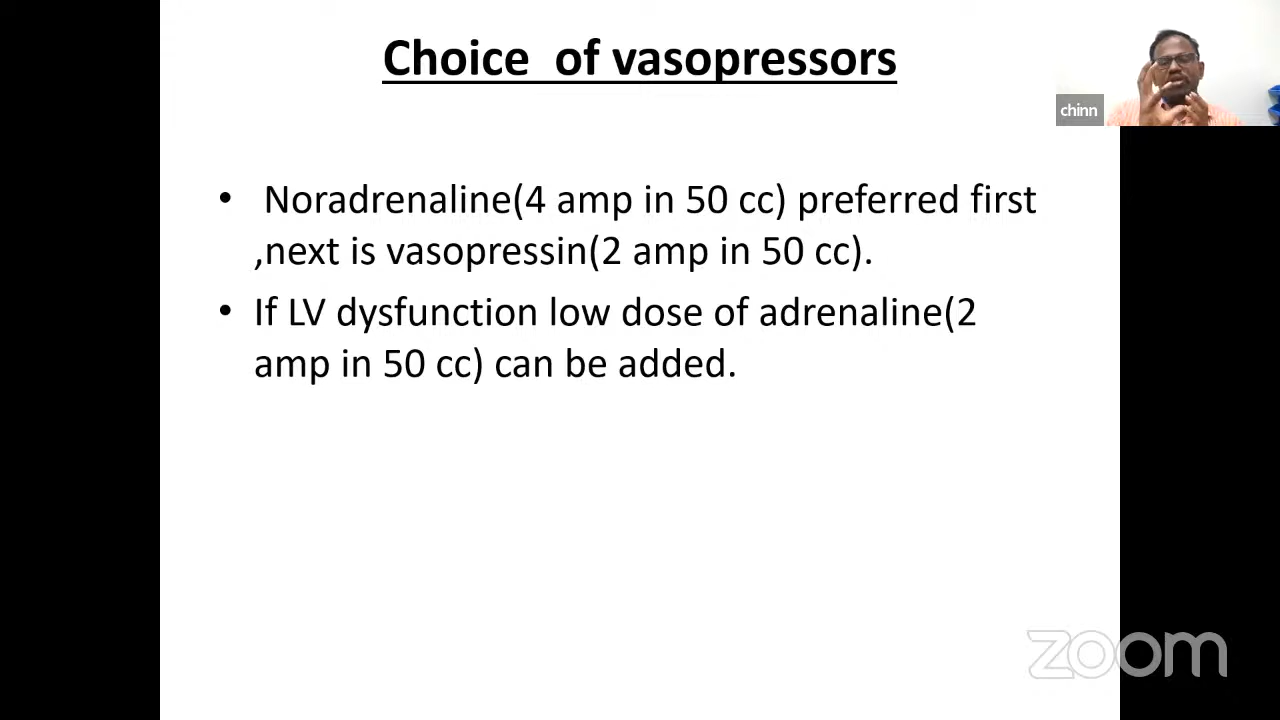 Choice of vasopressors
chinn
• Noradrenaline(4 amp in 50 cc) preferred first
,next is vasopressin(2 amp in 50 cc).
• If LV dysfunction low dose of adrenaline(2
amp in 50 cc) can be added.
zoom